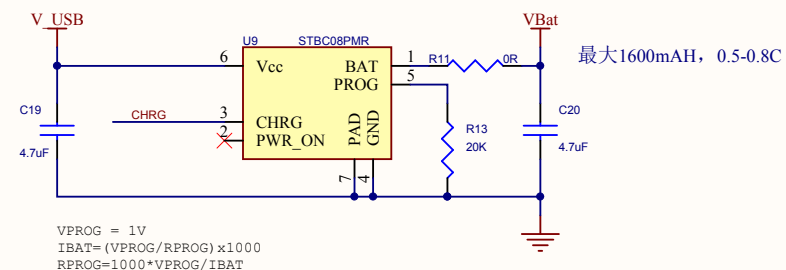 V_USB
VBat
U9
STBC08PMR
最大1600mAH，0.5-0.8C
6
Vcc
BAT
1
R11
0R
PROG
5
C19
4.7uF
CHRG
3
CHRG
2
PWR_ON
PAD
GND
7
4
R13
20K
C20
4.7uF
VPROG = 1V
IBAT=(VPROG/RPROG)x1000
RPROG=1000*VPROG/IBAT